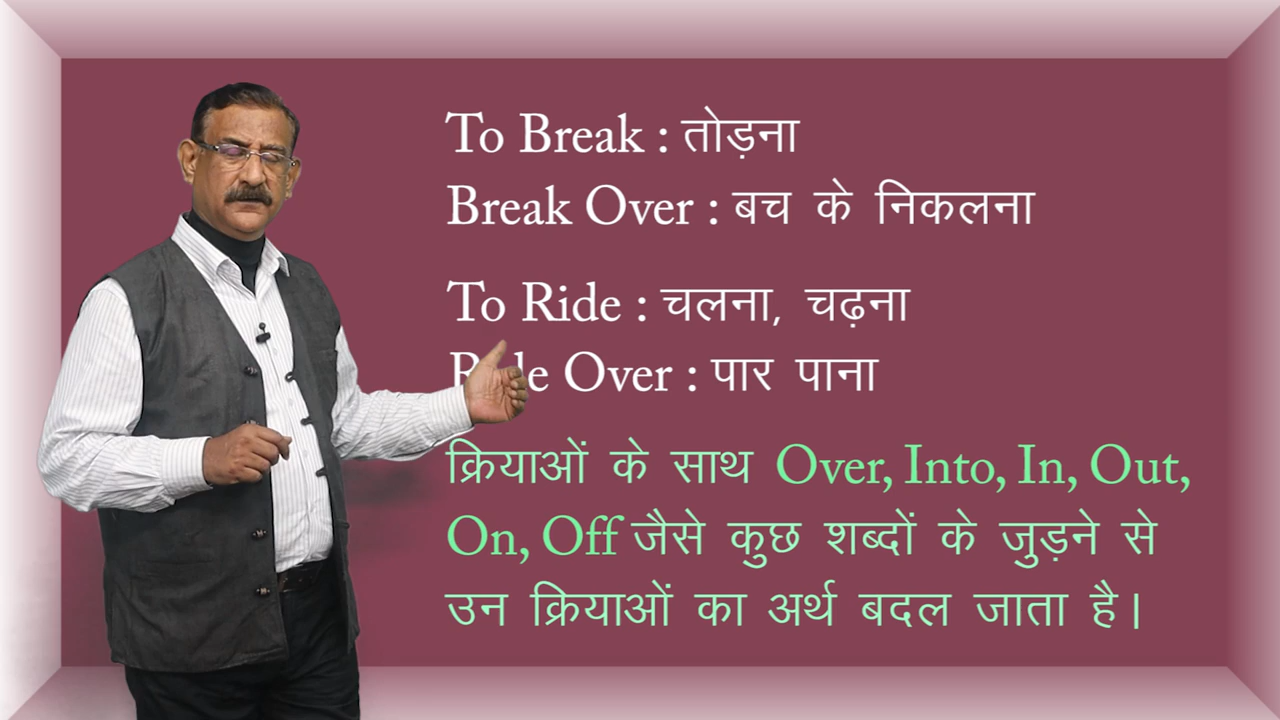 To Break : तोड़ना
Break Over : बच के निकलना
To Ride : चलना, चढ़ना
Over : पार पाना
क्रियाओं के साथ Over, Into, In, Out,
On, Off जैसे कुछ शब्दों के जुड़ने से
उन क्रियाओं का अर्थ बदल जाता है।